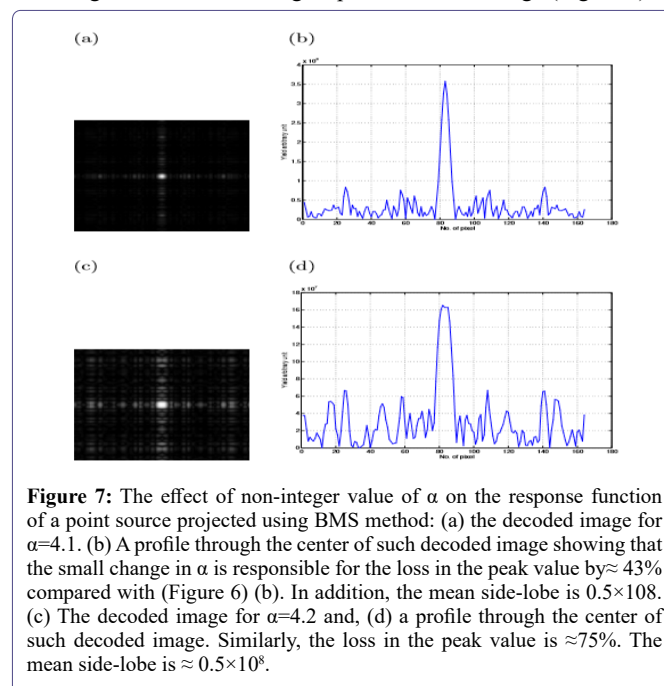 (a)
(b)
4
3.5
3
2.5
2
1.5
1
0.5
0
0
20
40
60
80
100
120
140
160
180
No. of pixel
(c)
(d)
18
16
14
12
10
8
6
4
2
0
0
20
40
60
80
100
120
140
160
180
No. of pixel
Figure 7: The effect of non-integer value of α on the response function
of a point source projected using BMS method: (a) the decoded image for
α=4.1. (b) A profile through the center of such decoded image showing that
the small change in α is responsible for the loss in the peak value by≈ 43%
compared with (Figure 6) (b). In addition, the mean side-lobe is 0.5×108.
(c) The decoded image for α=4.2 and, (d) a profile through the center of
such decoded image. Similarly, the loss in the peak value is ≈75%. The
mean side-lobe is ≈ 0.5×10⁸.